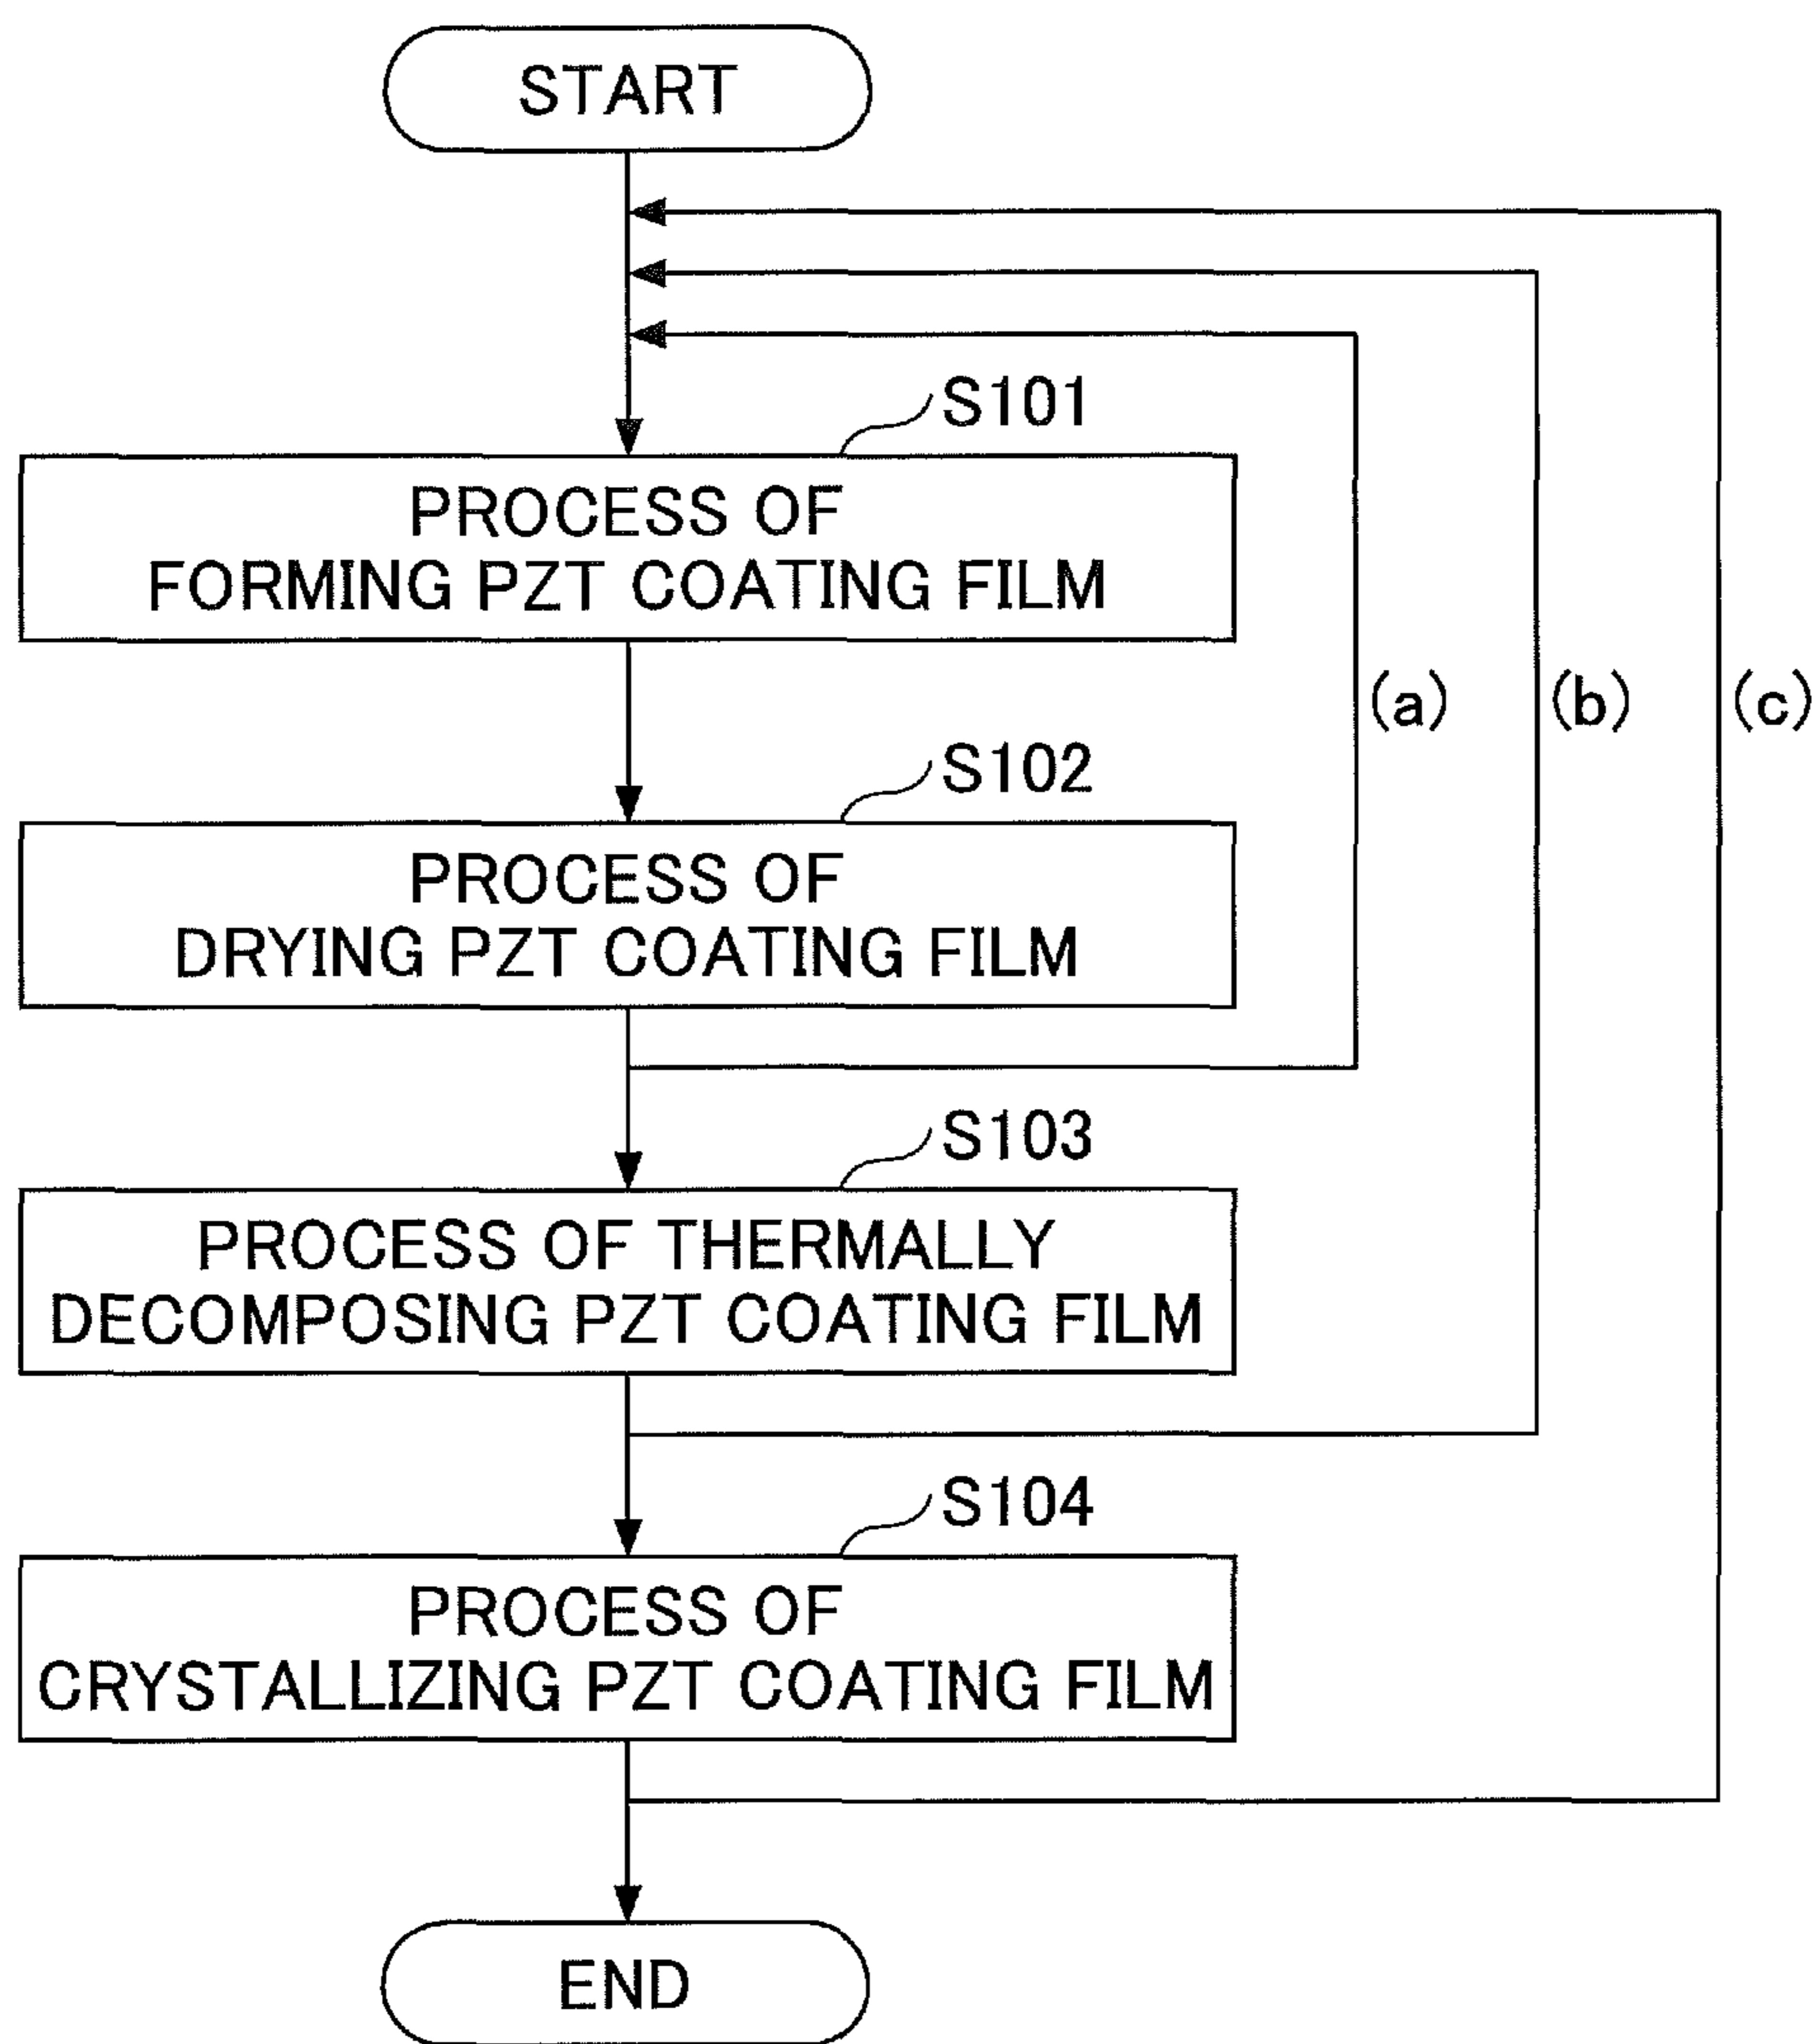 START
S101
PROCESS OF
FORMING PZT COATING FILM
(a)
(b)
(c)
S102
PROCESS OF
DRYING PZT COATING FILM
S103
PROCESS OF THERMALLY
DECOMPOSING PZT COATING FILM
S104
PROCESS OF
CRYSTALLIZING PZT COATING FILM
END